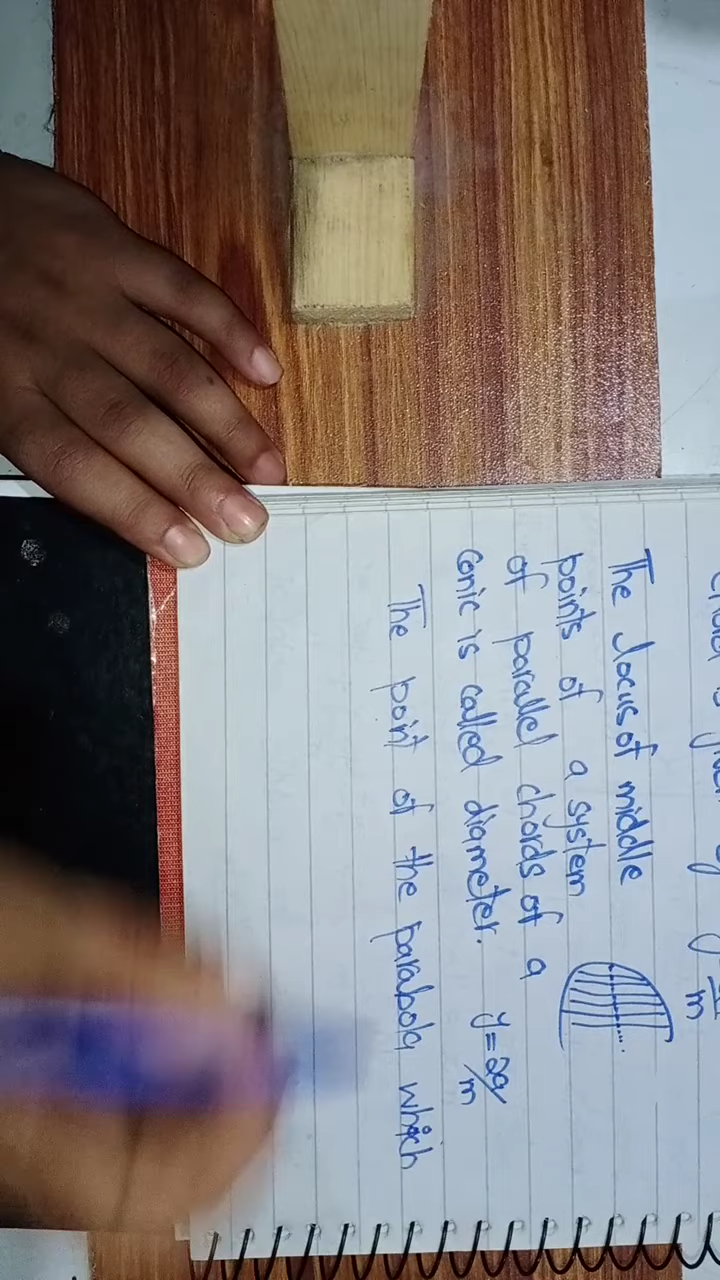 The locus of middle
points of a system
of parallel chords of a
conic is called diameter. y = 2a/m
The point of the parabola which